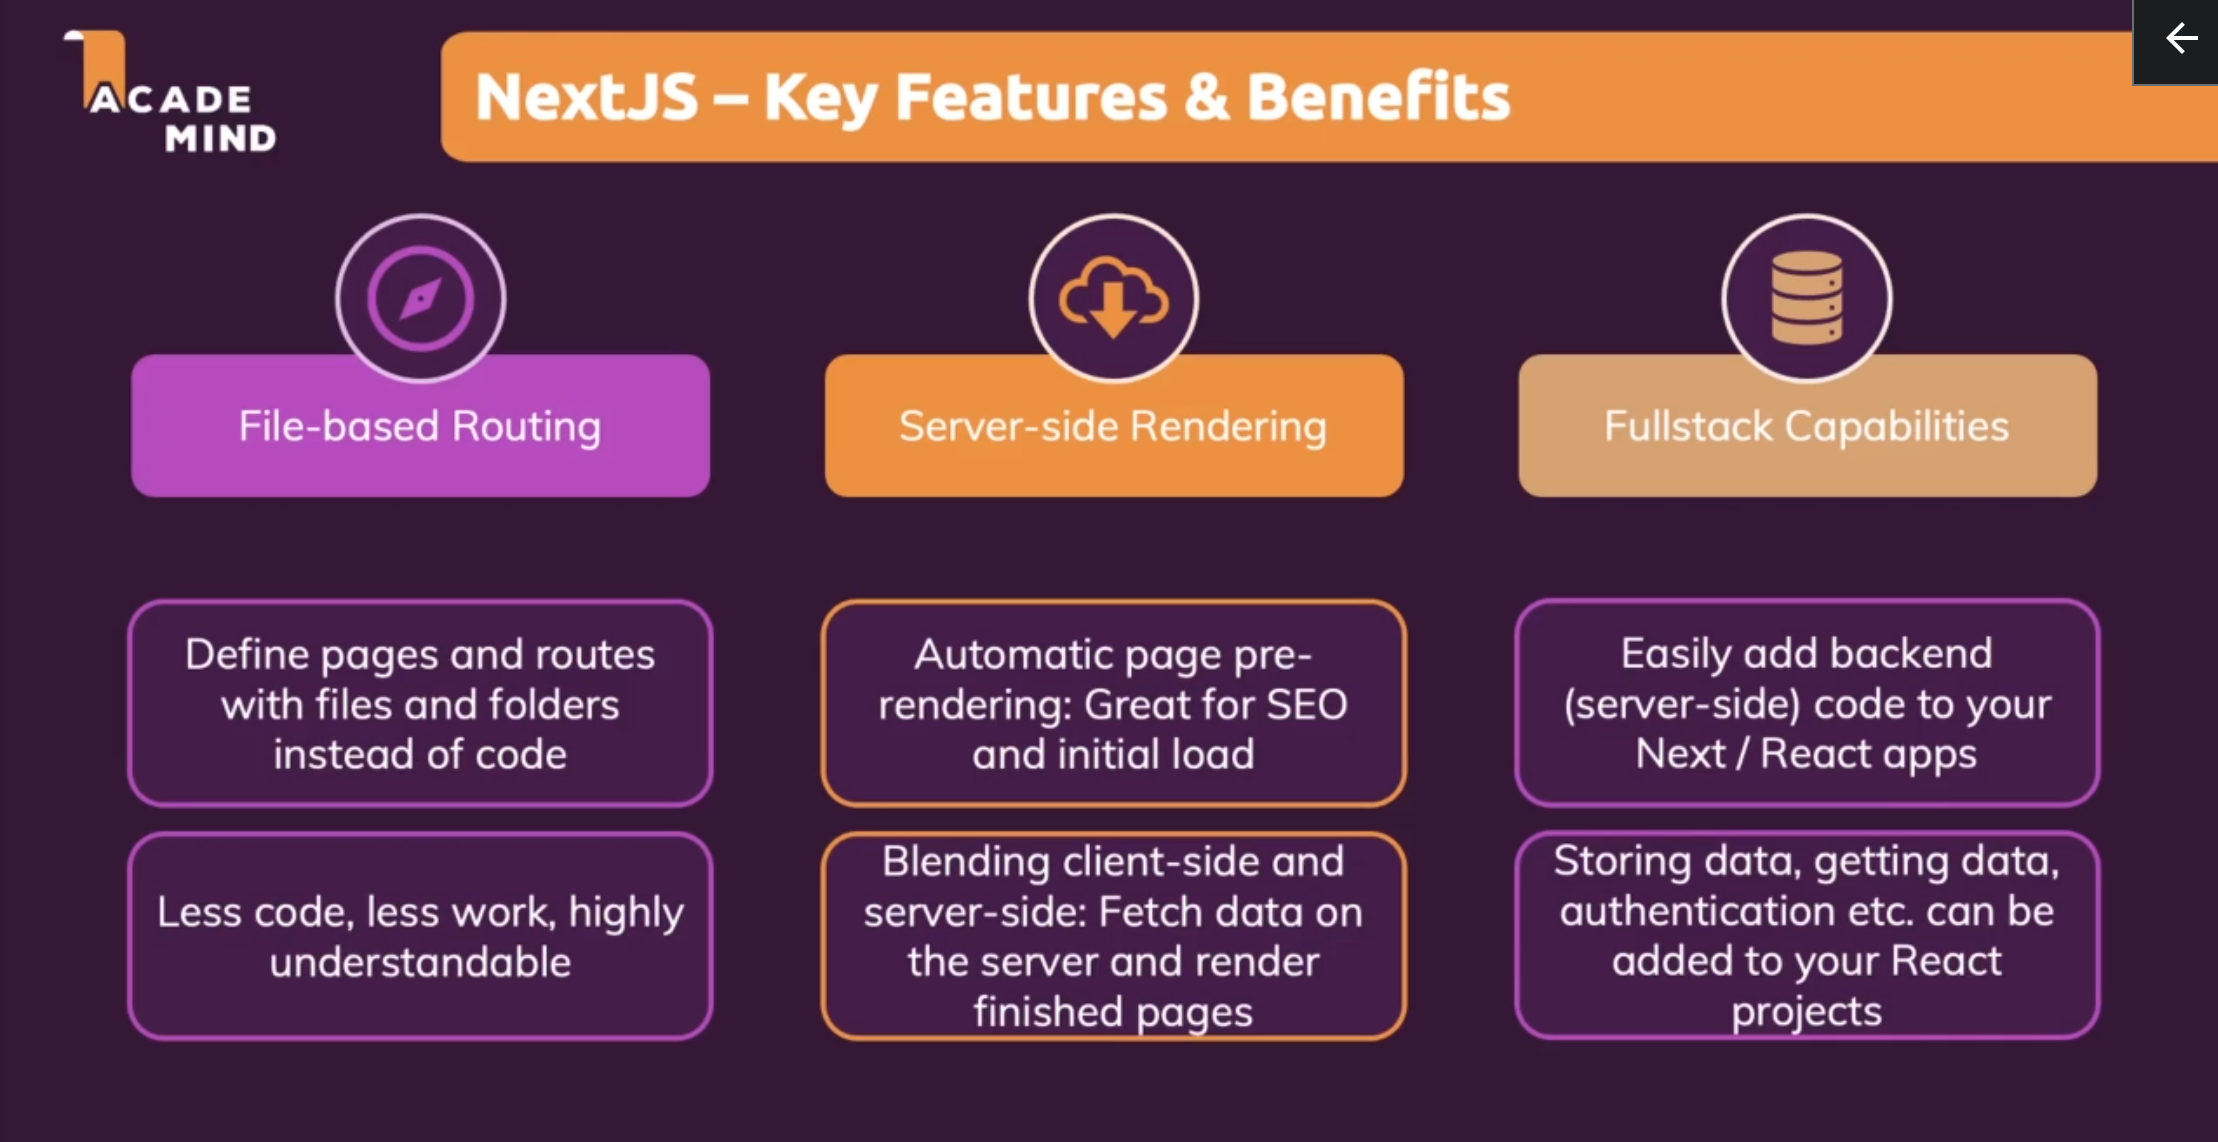 ACADE
MIND
NextJS – Key Features & Benefits
File-based Routing
Define pages and routes
with files and folders
instead of code
Less code, less work, highly
understandable
Server-side Rendering
Automatic page pre-
rendering: Great for SEO
and initial load
Blending client-side and
server-side: Fetch data on
the server and render
finished pages
Fullstack Capabilities
Easily add backend
(server-side) code to your
Next / React apps
Storing data, getting data,
authentication etc. can be
added to your React
projects